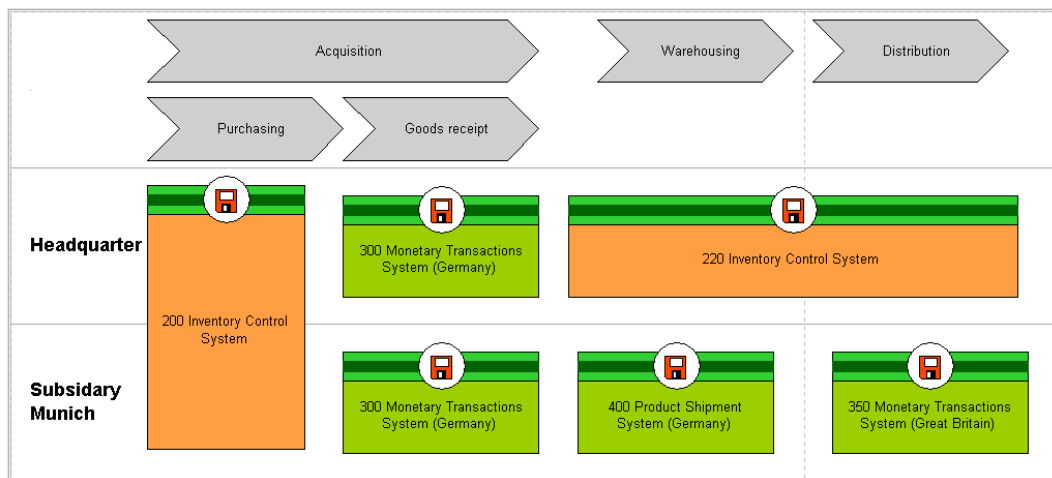 Acquisition
Warehousing
Distribution
Purchasing
Goods receipt
Headquarter
300 Monetary Transactions
System (Germany)
220 Inventory Control System
200 Inventory Control
System
Subsidary
Munich
300 Monetary Transactions
System (Germany)
400 Product Shipment
System (Germany)
350 Monetary Transactions
System (Great Britain)